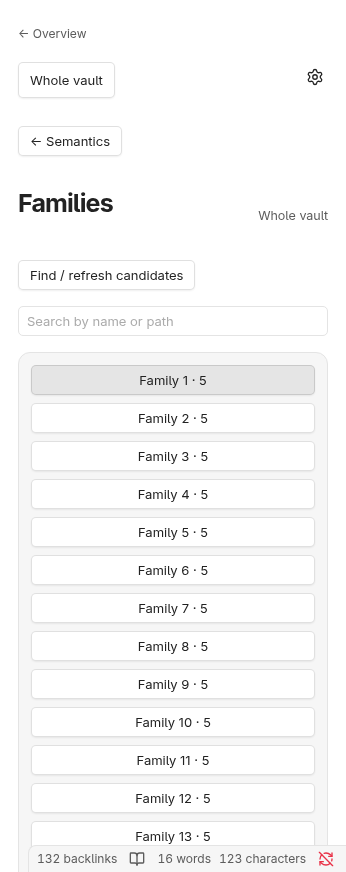 ← Overview
Whole vault
← Semantics
Families
Whole vault
Find / refresh candidates
Search by name or path
Family 1 · 5
Family 2 · 5
Family 3 · 5
Family 4 · 5
Family 5 · 5
Family 6 · 5
Family 7 · 5
Family 8 · 5
Family 9 · 5
Family 10 · 5
Family 11 · 5
Family 12 · 5
Family 13 · 5
132 backlinks 16 words 123 characters